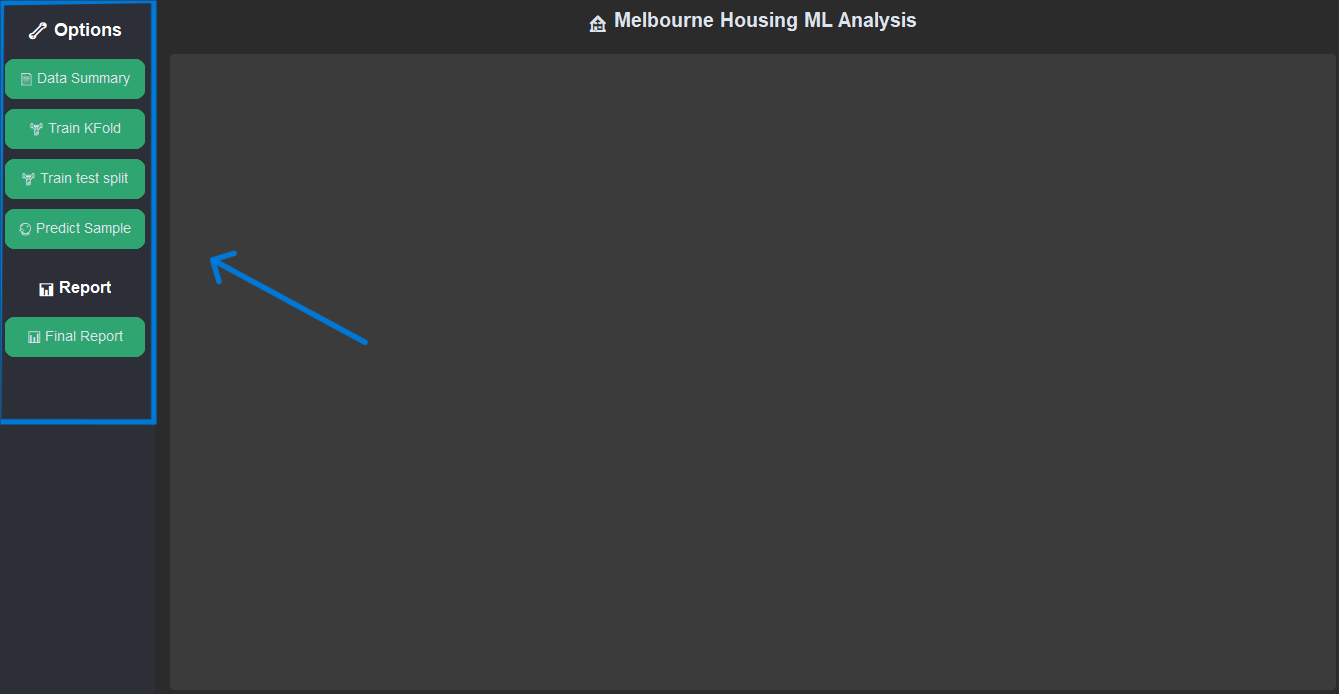 Options
Data Summary
Train KFold
Train test split
Predict Sample
Report
Final Report
Melbourne Housing ML Analysis